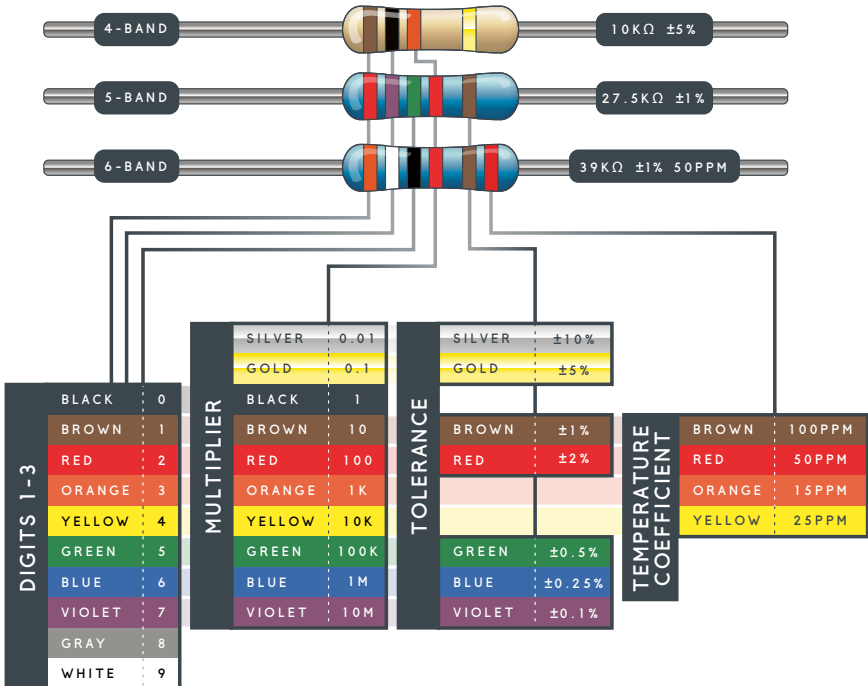 4-BAND 10KΩ ±5%
5-BAND 27.5KΩ ±1%
6-BAND 39KΩ ±1% 50PPM
DIGITS 1-3
BLACK 0
BROWN 1
RED 2
ORANGE 3
YELLOW 4
GREEN 5
BLUE 6
VIOLET 7
GRAY 8
WHITE 9
MULTIPLIER
SILVER 0.01
GOLD 0.1
BLACK 1
BROWN 10
RED 100
ORANGE 1K
YELLOW 10K
GREEN 100K
BLUE 1M
VIOLET 10M
TOLERANCE
SILVER ±10%
GOLD ±5%
BROWN ±1%
RED ±2%
GREEN ±0.5%
BLUE ±0.25%
VIOLET ±0.1%
TEMPERATURE
COEFFICIENT
BROWN 100PPM
RED 50PPM
ORANGE 15PPM
YELLOW 25PPM